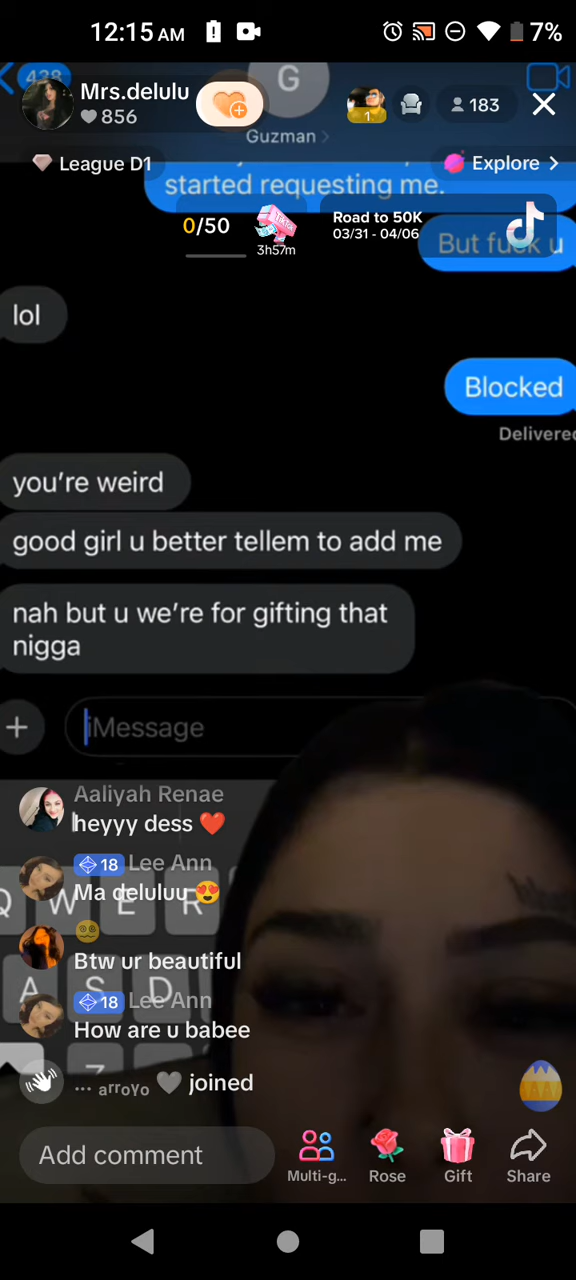 12:15 AM
7%
438
Mrs.delulu
856
G
1
183
Guzman
League D1
Explore
started requesting me.
0/50
TikTok
3h57m
Road to 50K
03/31 - 04/06
But fuck u
lol
Blocked
Delivered
you're weird
good girl u better tellem to add me
nah but u we're for gifting that
nigga
iMessage
Aaliyah Renae
heyyy dess ❤️
18 Lee Ann
Ma deluluu 😍
😵‍💫
Btw ur beautiful
18 Lee Ann
How are u babee
... arroyo 🩶 joined
Q W E R
A S D
Z
Add comment
Multi-g...
Rose
Gift
Share